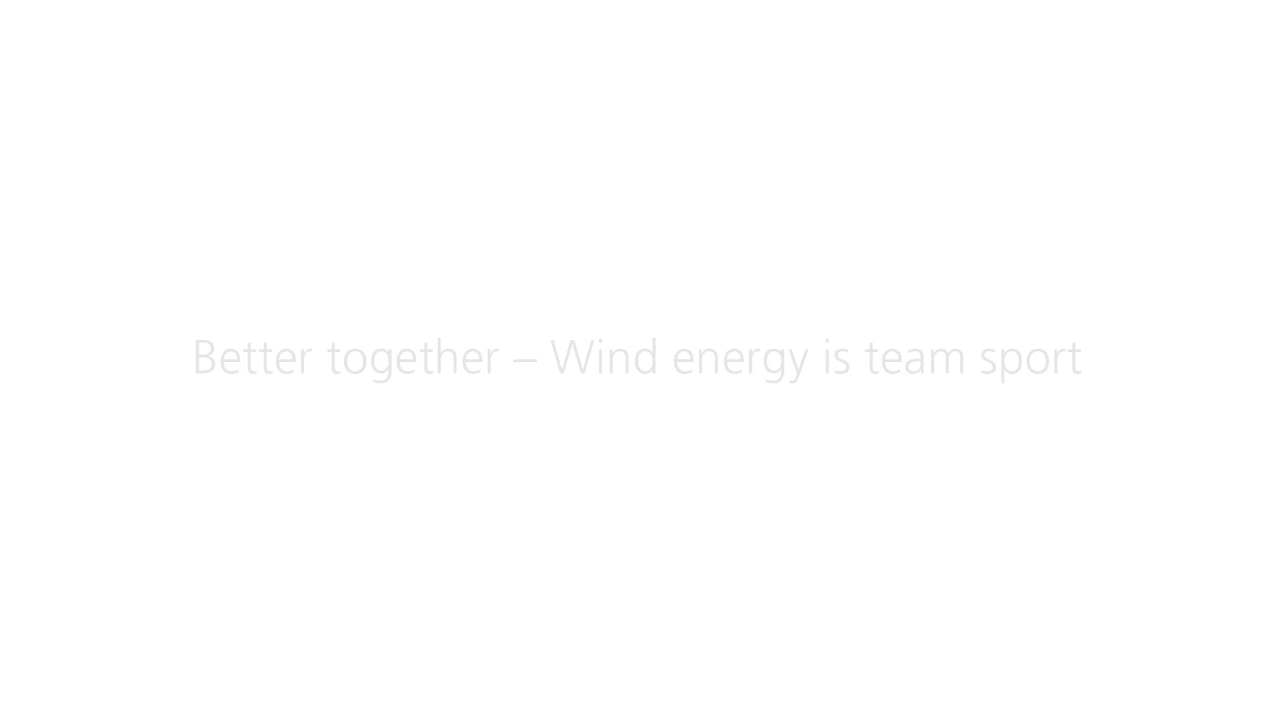 Better together – Wind energy is team sport